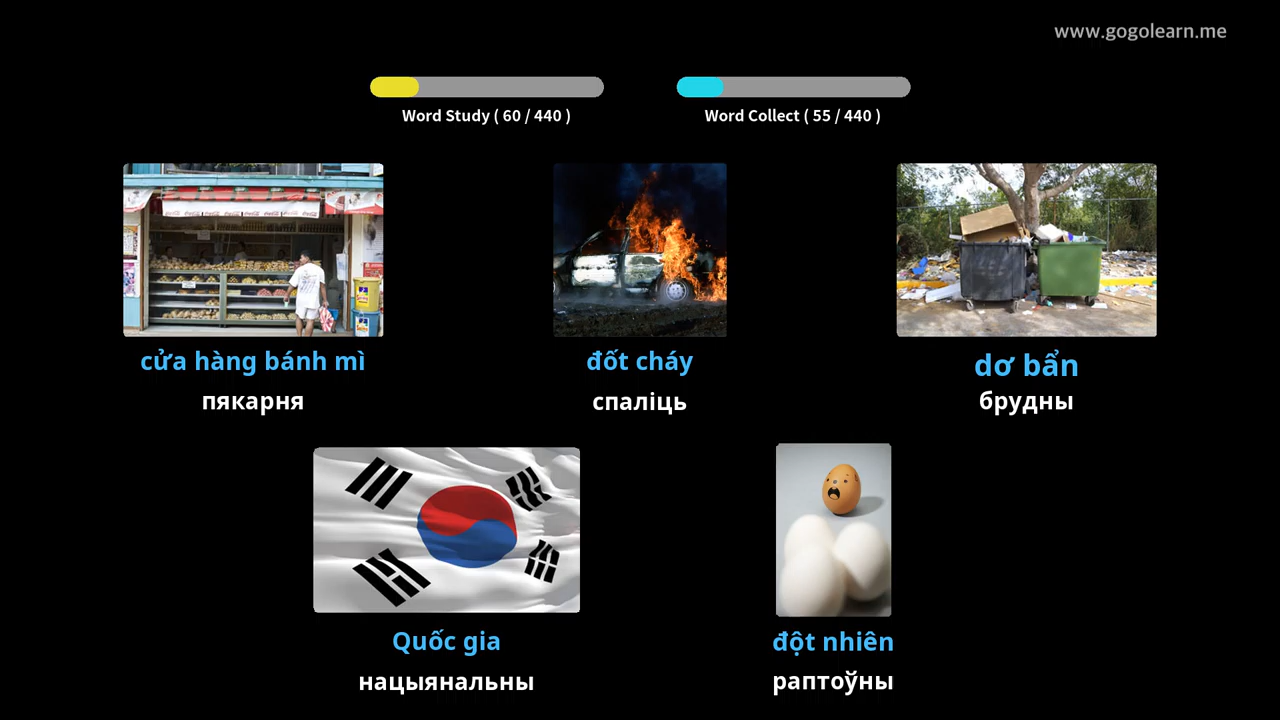 www.gogolearn.me
Word Study ( 60 / 440 )
Word Collect ( 55 / 440 )
cửa hàng bánh mì
пякарня
đốt cháy
спаліць
dơ bẩn
брудны
Quốc gia
нацыянальны
đột nhiên
раптоўны